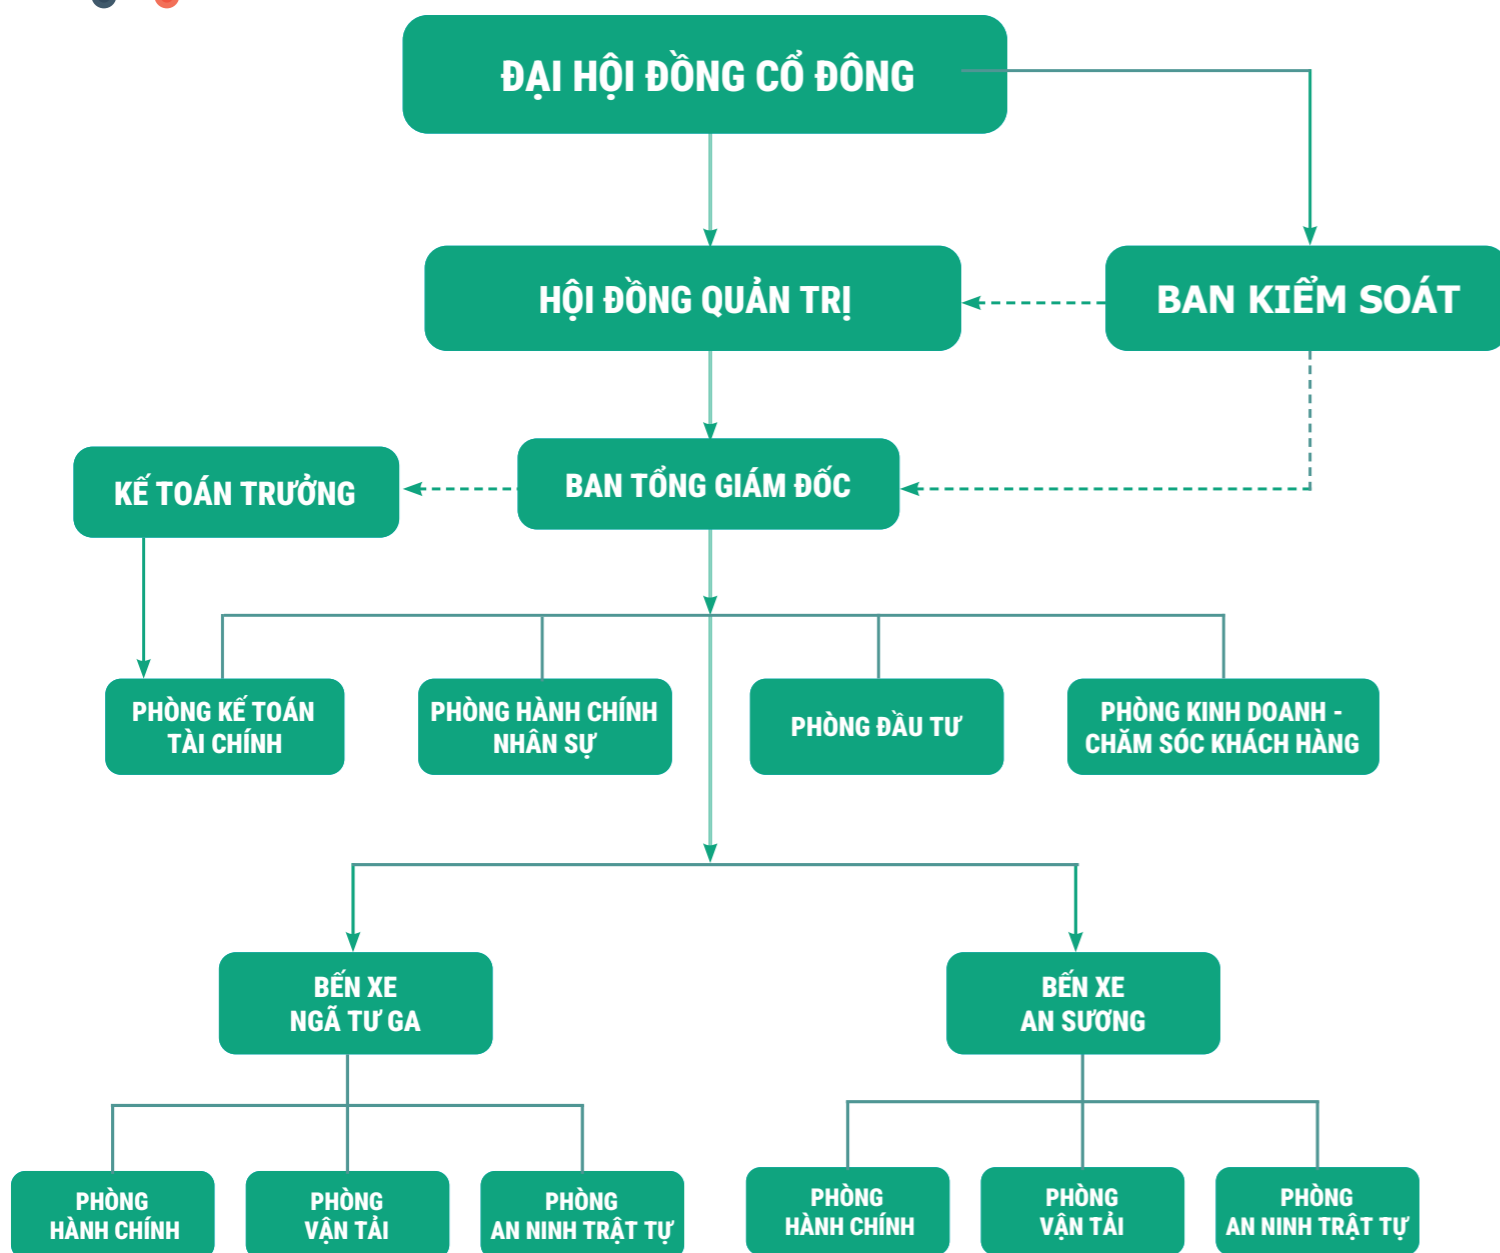 ĐẠI HỘI ĐỒNG CỔ ĐÔNG
HỘI ĐỒNG QUẢN TRỊ
BAN KIỂM SOÁT
KẾ TOÁN TRƯỞNG
BAN TỔNG GIÁM ĐỐC
PHÒNG KẾ TOÁN
TÀI CHÍNH
PHÒNG HÀNH CHÍNH
NHÂN SỰ
PHÒNG ĐẦU TƯ
PHÒNG KINH DOANH -
CHĂM SÓC KHÁCH HÀNG
BẾN XE
NGÃ TƯ GA
BẾN XE
AN SƯƠNG
PHÒNG
HÀNH CHÍNH
PHÒNG
VẬN TẢI
PHÒNG
AN NINH TRẬT TỰ
PHÒNG
HÀNH CHÍNH
PHÒNG
VẬN TẢI
PHÒNG
AN NINH TRẬT TỰ